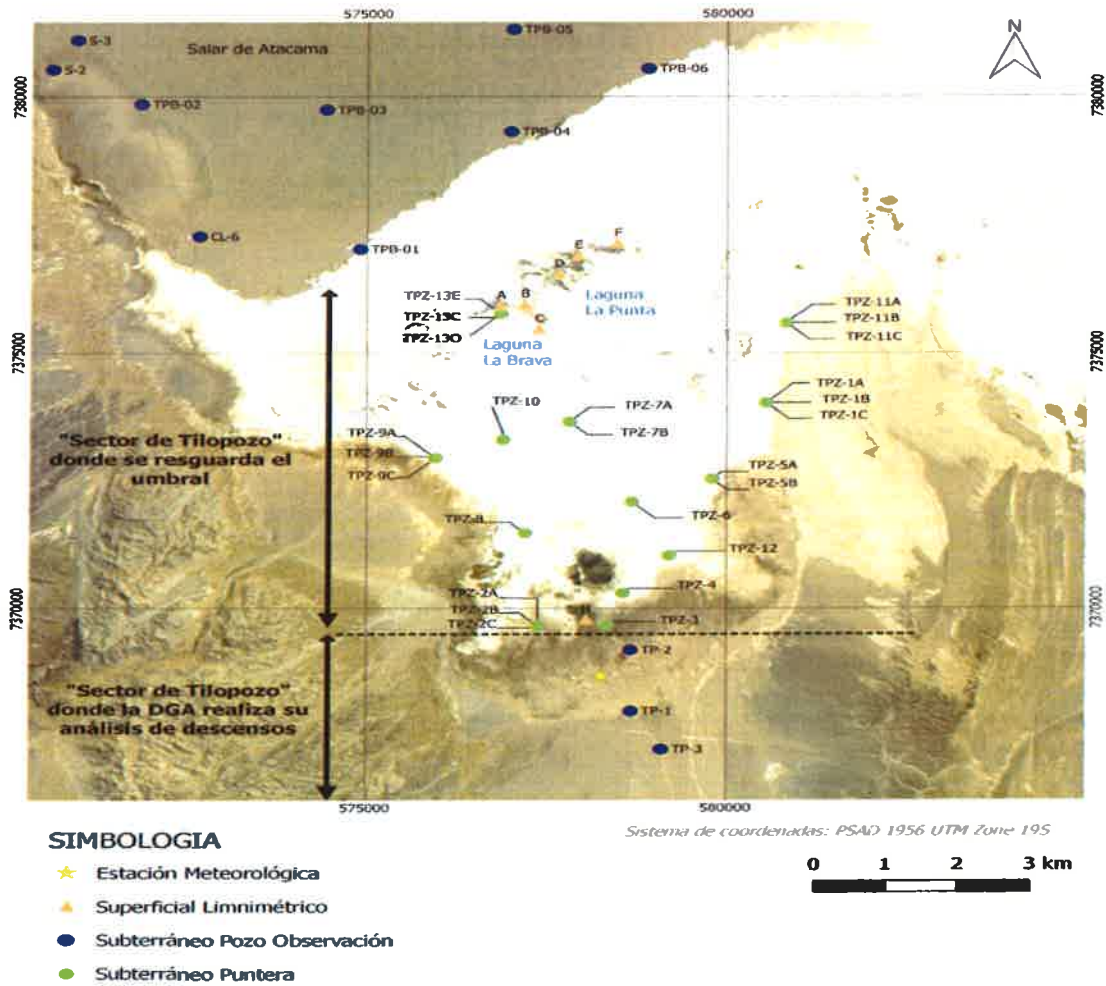 575000
580000
N
S-3
TPB-05
Salar de Atacama
S-2
TPB-06
7380000
7380000
TPB-02
TPB-03
TPB-04
CL-6
TPB-01
F
E
D
TPZ-13E
A
B
Laguna
La Punta
TPZ-11A
TPZ-13C
TPZ-11B
C
TPZ-13D
TPZ-11C
Laguna
La Brava
7375000
7375000
TPZ-1A
TPZ-10
TPZ-7A
TPZ-1B
TPZ-1C
TPZ-9A
TPZ-7B
"Sector de Tilopozo"
donde se resguarda el
umbral
TPZ-9B
TPZ-9C
TPZ-5A
TPZ-5B
TPZ-8
TPZ-6
TPZ-12
TPZ-2A
TPZ-4
TPZ-2B
7370000
7370000
TPZ-2C
H
TPZ-3
TP-2
"Sector de Tilopozo"
donde la DGA realiza su
análisis de descensos
TP-1
TP-3
575000
580000
SIMBOLOGIA
Sistema de coordenadas: PSAD 1956 UTM Zone 19S
Estación Meteorológica
0 1 2 3 km
Superficial Limnimétrico
Subterráneo Pozo Observación
Subterráneo Puntera